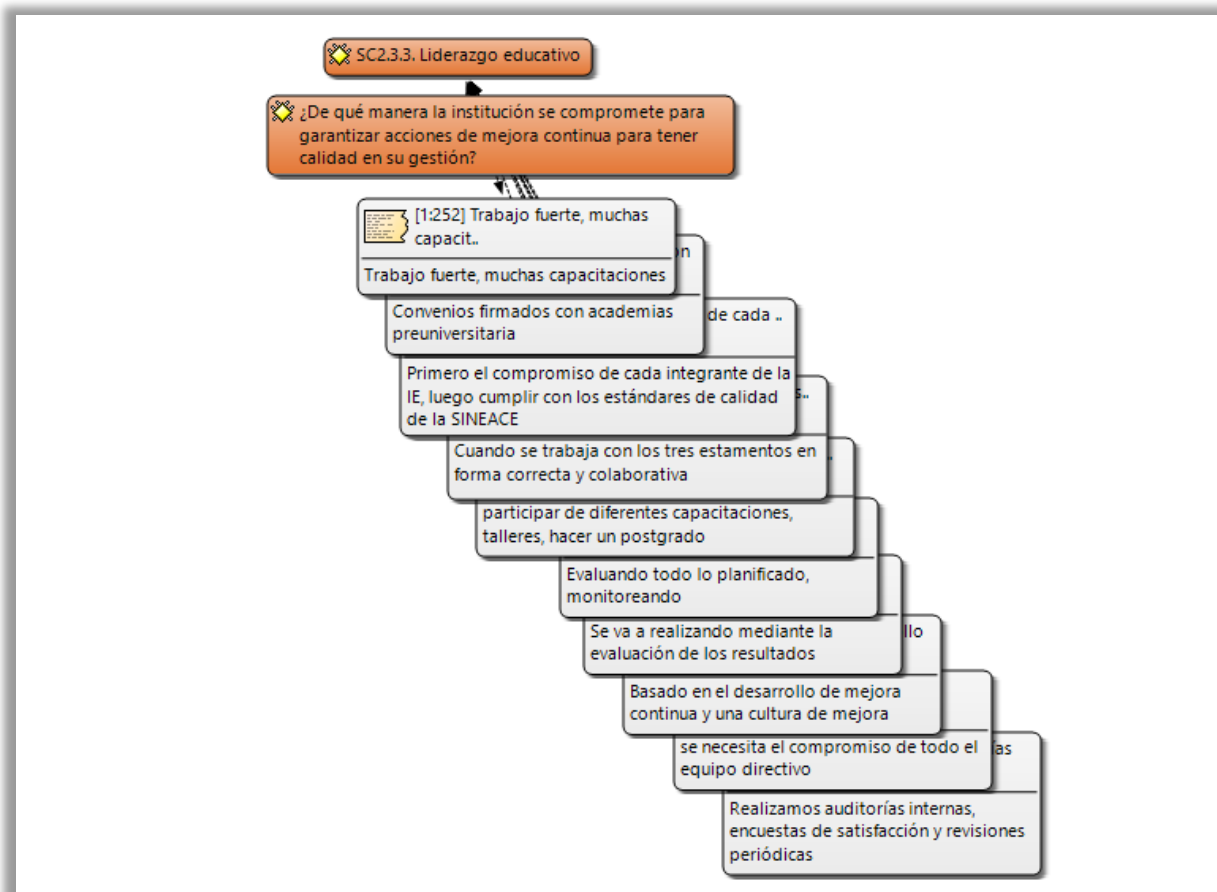 SC2.3.3. Liderazgo educativo
¿De qué manera la institución se compromete para
garantizar acciones de mejora continua para tener
calidad en su gestión?
[1:252] Trabajo fuerte, muchas
capacit..
Trabajo fuerte, muchas capacitaciones
Convenios firmados con academias
preuniversitaria
de cada ..
Primero el compromiso de cada integrante de la
IE, luego cumplir con los estándares de calidad
de la SINEACE
Cuando se trabaja con los tres estamentos en
forma correcta y colaborativa
participar de diferentes capacitaciones,
talleres, hacer un postgrado
Evaluando todo lo planificado,
monitoreando
Se va a realizando mediante la
evaluación de los resultados
Basado en el desarrollo de mejora
continua y una cultura de mejora
se necesita el compromiso de todo el
equipo directivo
Realizamos auditorías internas,
encuestas de satisfacción y revisiones
periódicas